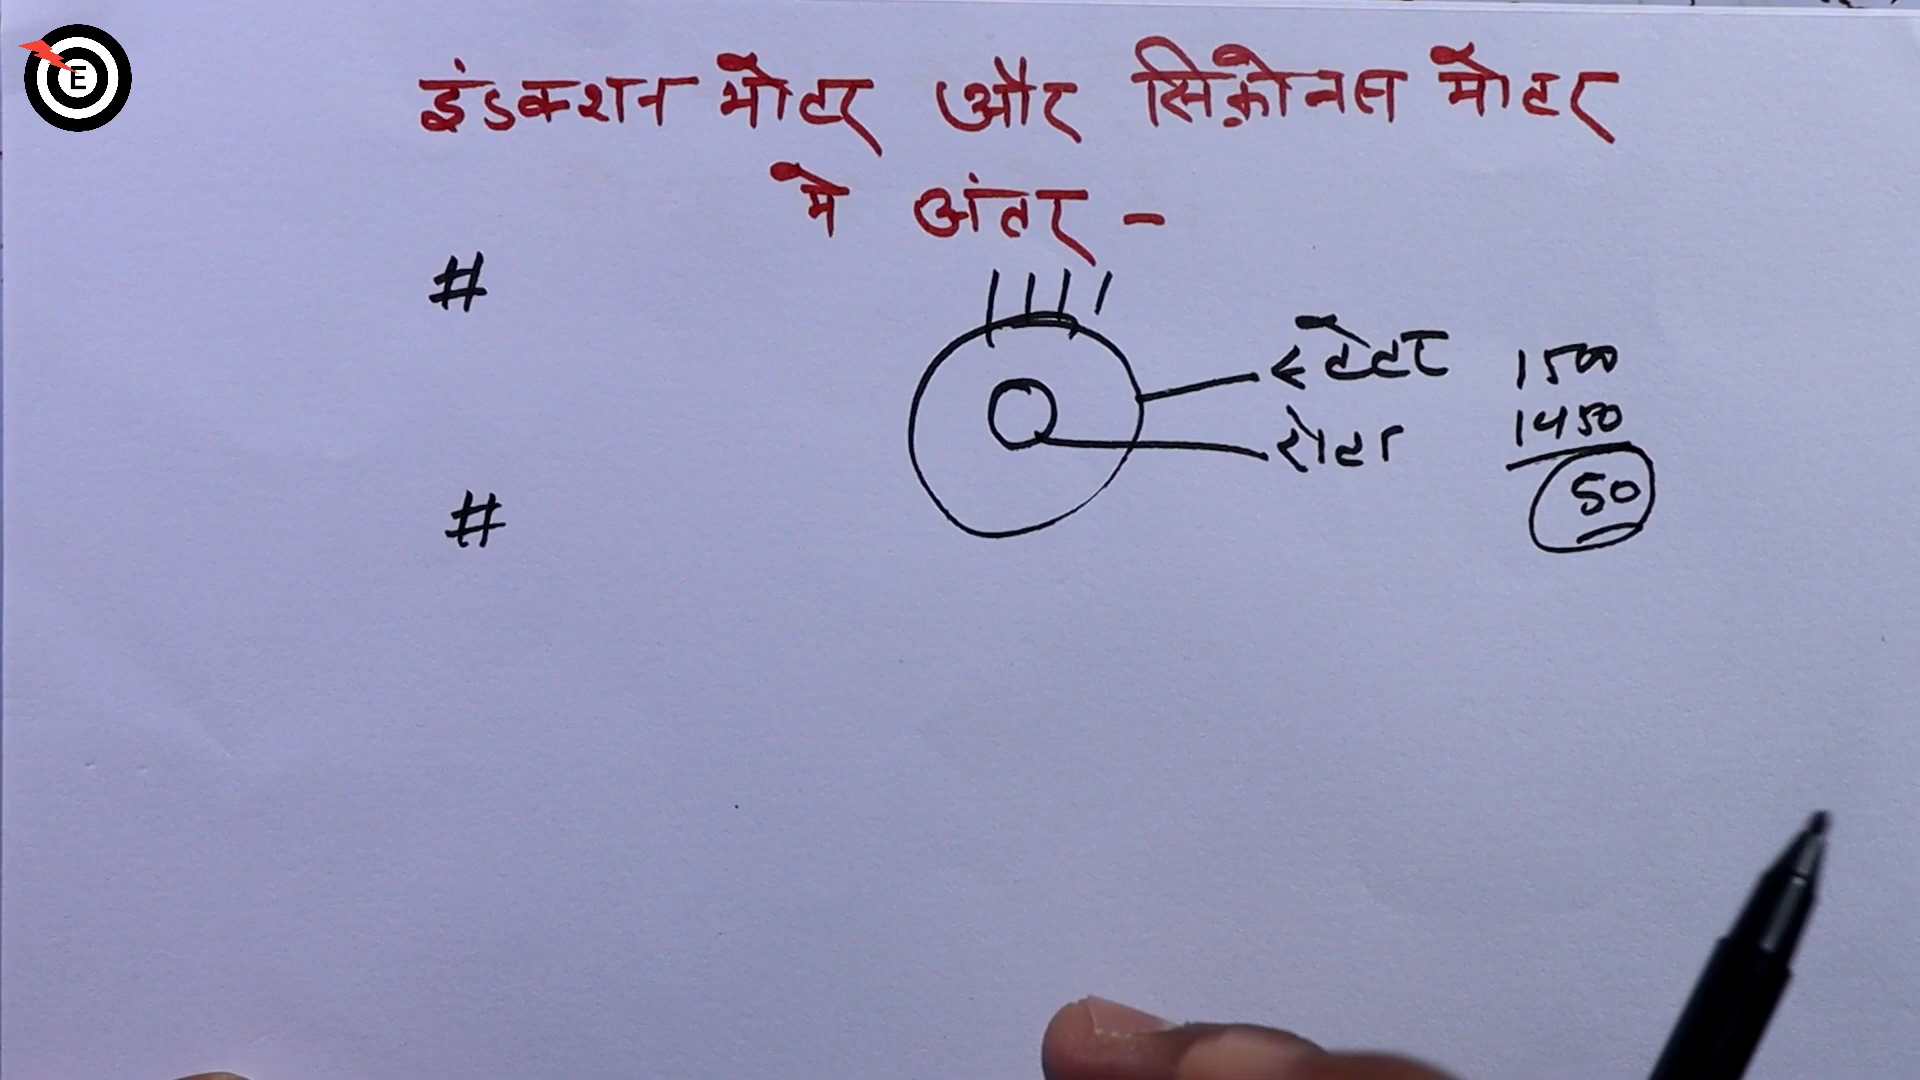 E
इंडक्शन मोटर और सिंक्रोनस मोटर
मे अंतर -
#
स्टेटर
1500
रोटर
1450
50
#